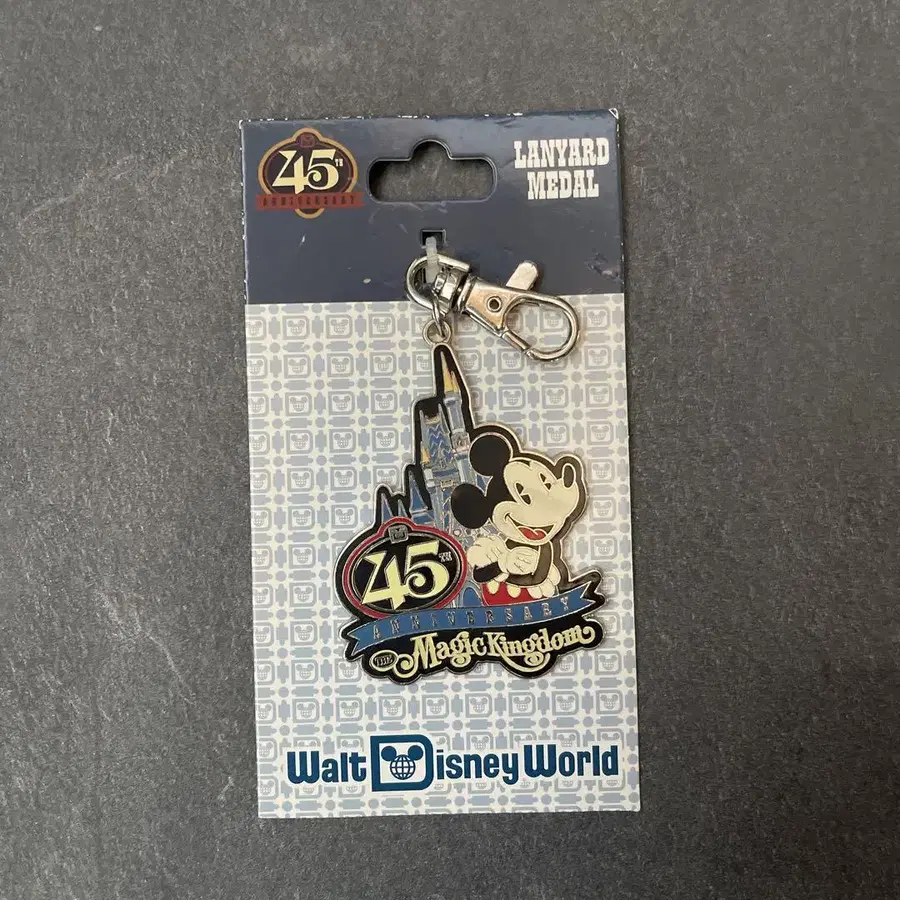 45TH
ANNIVERSARY
LANYARD
MEDAL
45TH
ANNIVERSARY
THE Magic Kingdom
Walt Disney World